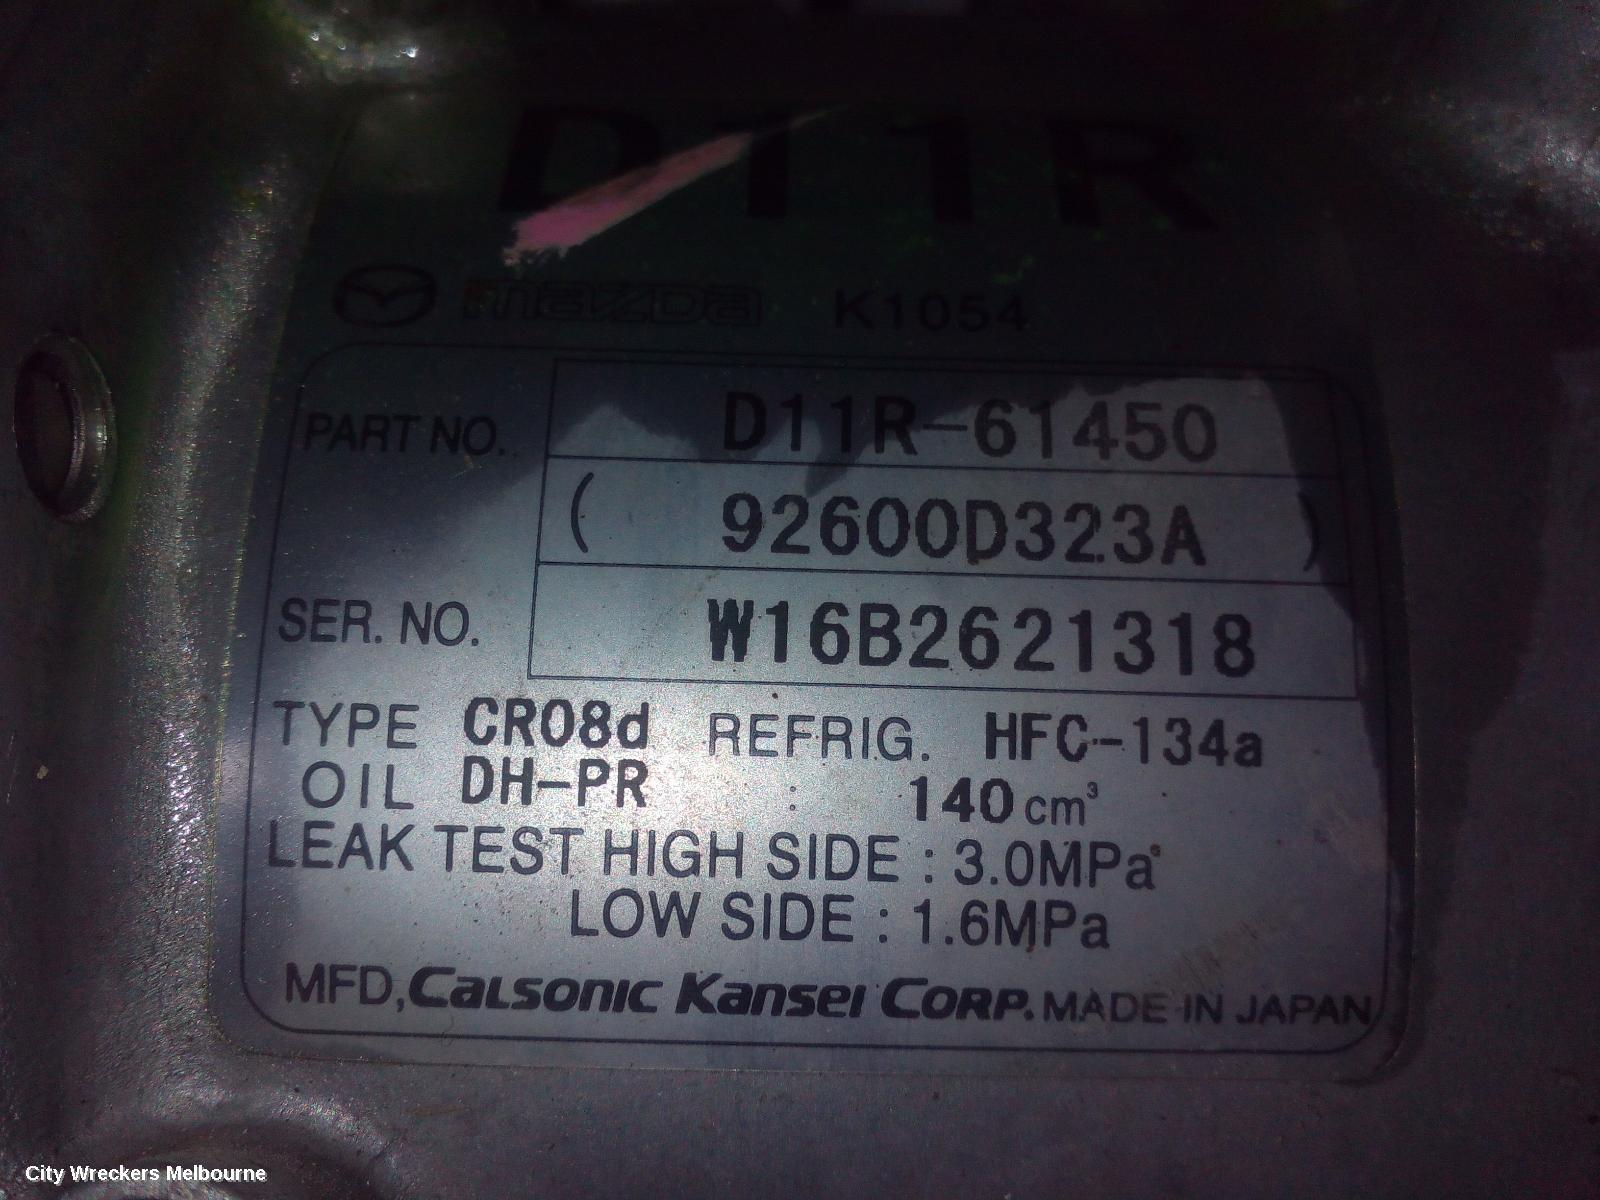 D11R
mazda K1054
PART NO. D11R-61450
( 92600D323A )
SER. NO. W16B2621318
TYPE CR08d REFRIG. HFC-134a
OIL DH-PR : 140 cm³
LEAK TEST HIGH SIDE : 3.0MPa
LOW SIDE : 1.6MPa
MFD, CALSONIC KANSEI CORP. MADE IN JAPAN
City Wreckers Melbourne